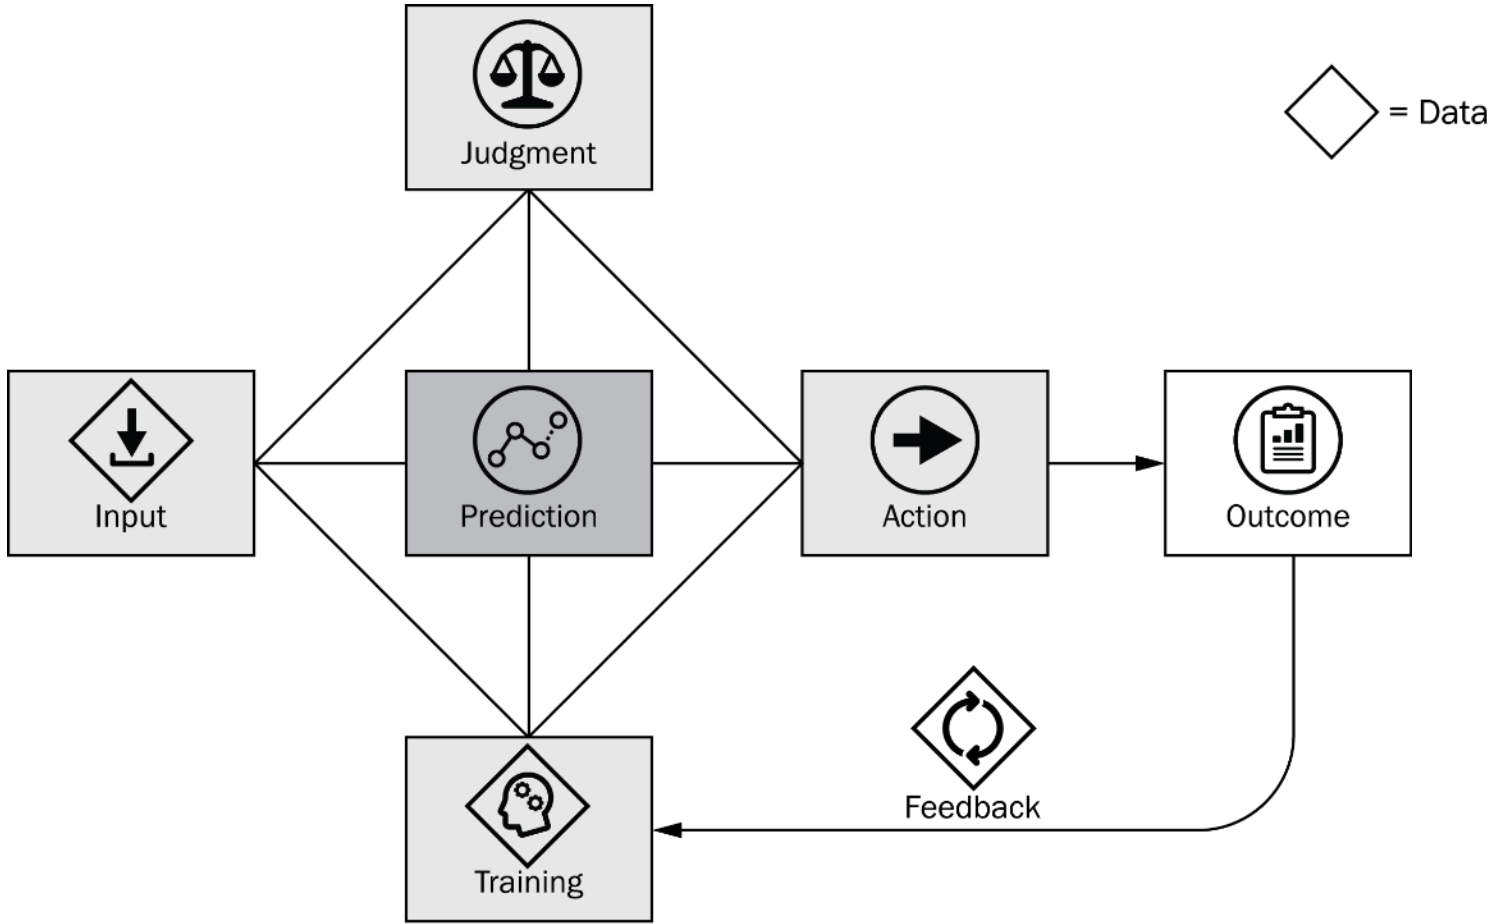 Judgment
= Data
Input
Prediction
Action
Outcome
Feedback
Training